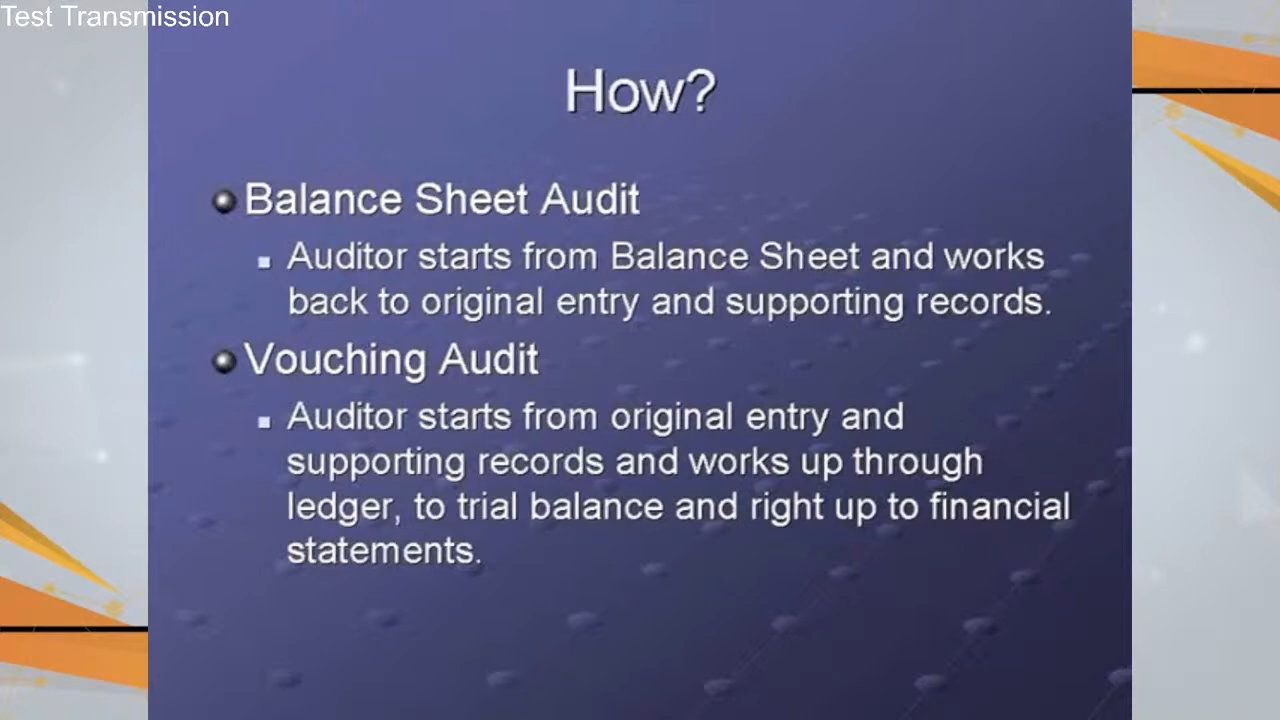 Test Transmission
How?
Balance Sheet Audit
Auditor starts from Balance Sheet and works
back to original entry and supporting records.
Vouching Audit
Auditor starts from original entry and
supporting records and works up through
ledger, to trial balance and right up to financial
statements.